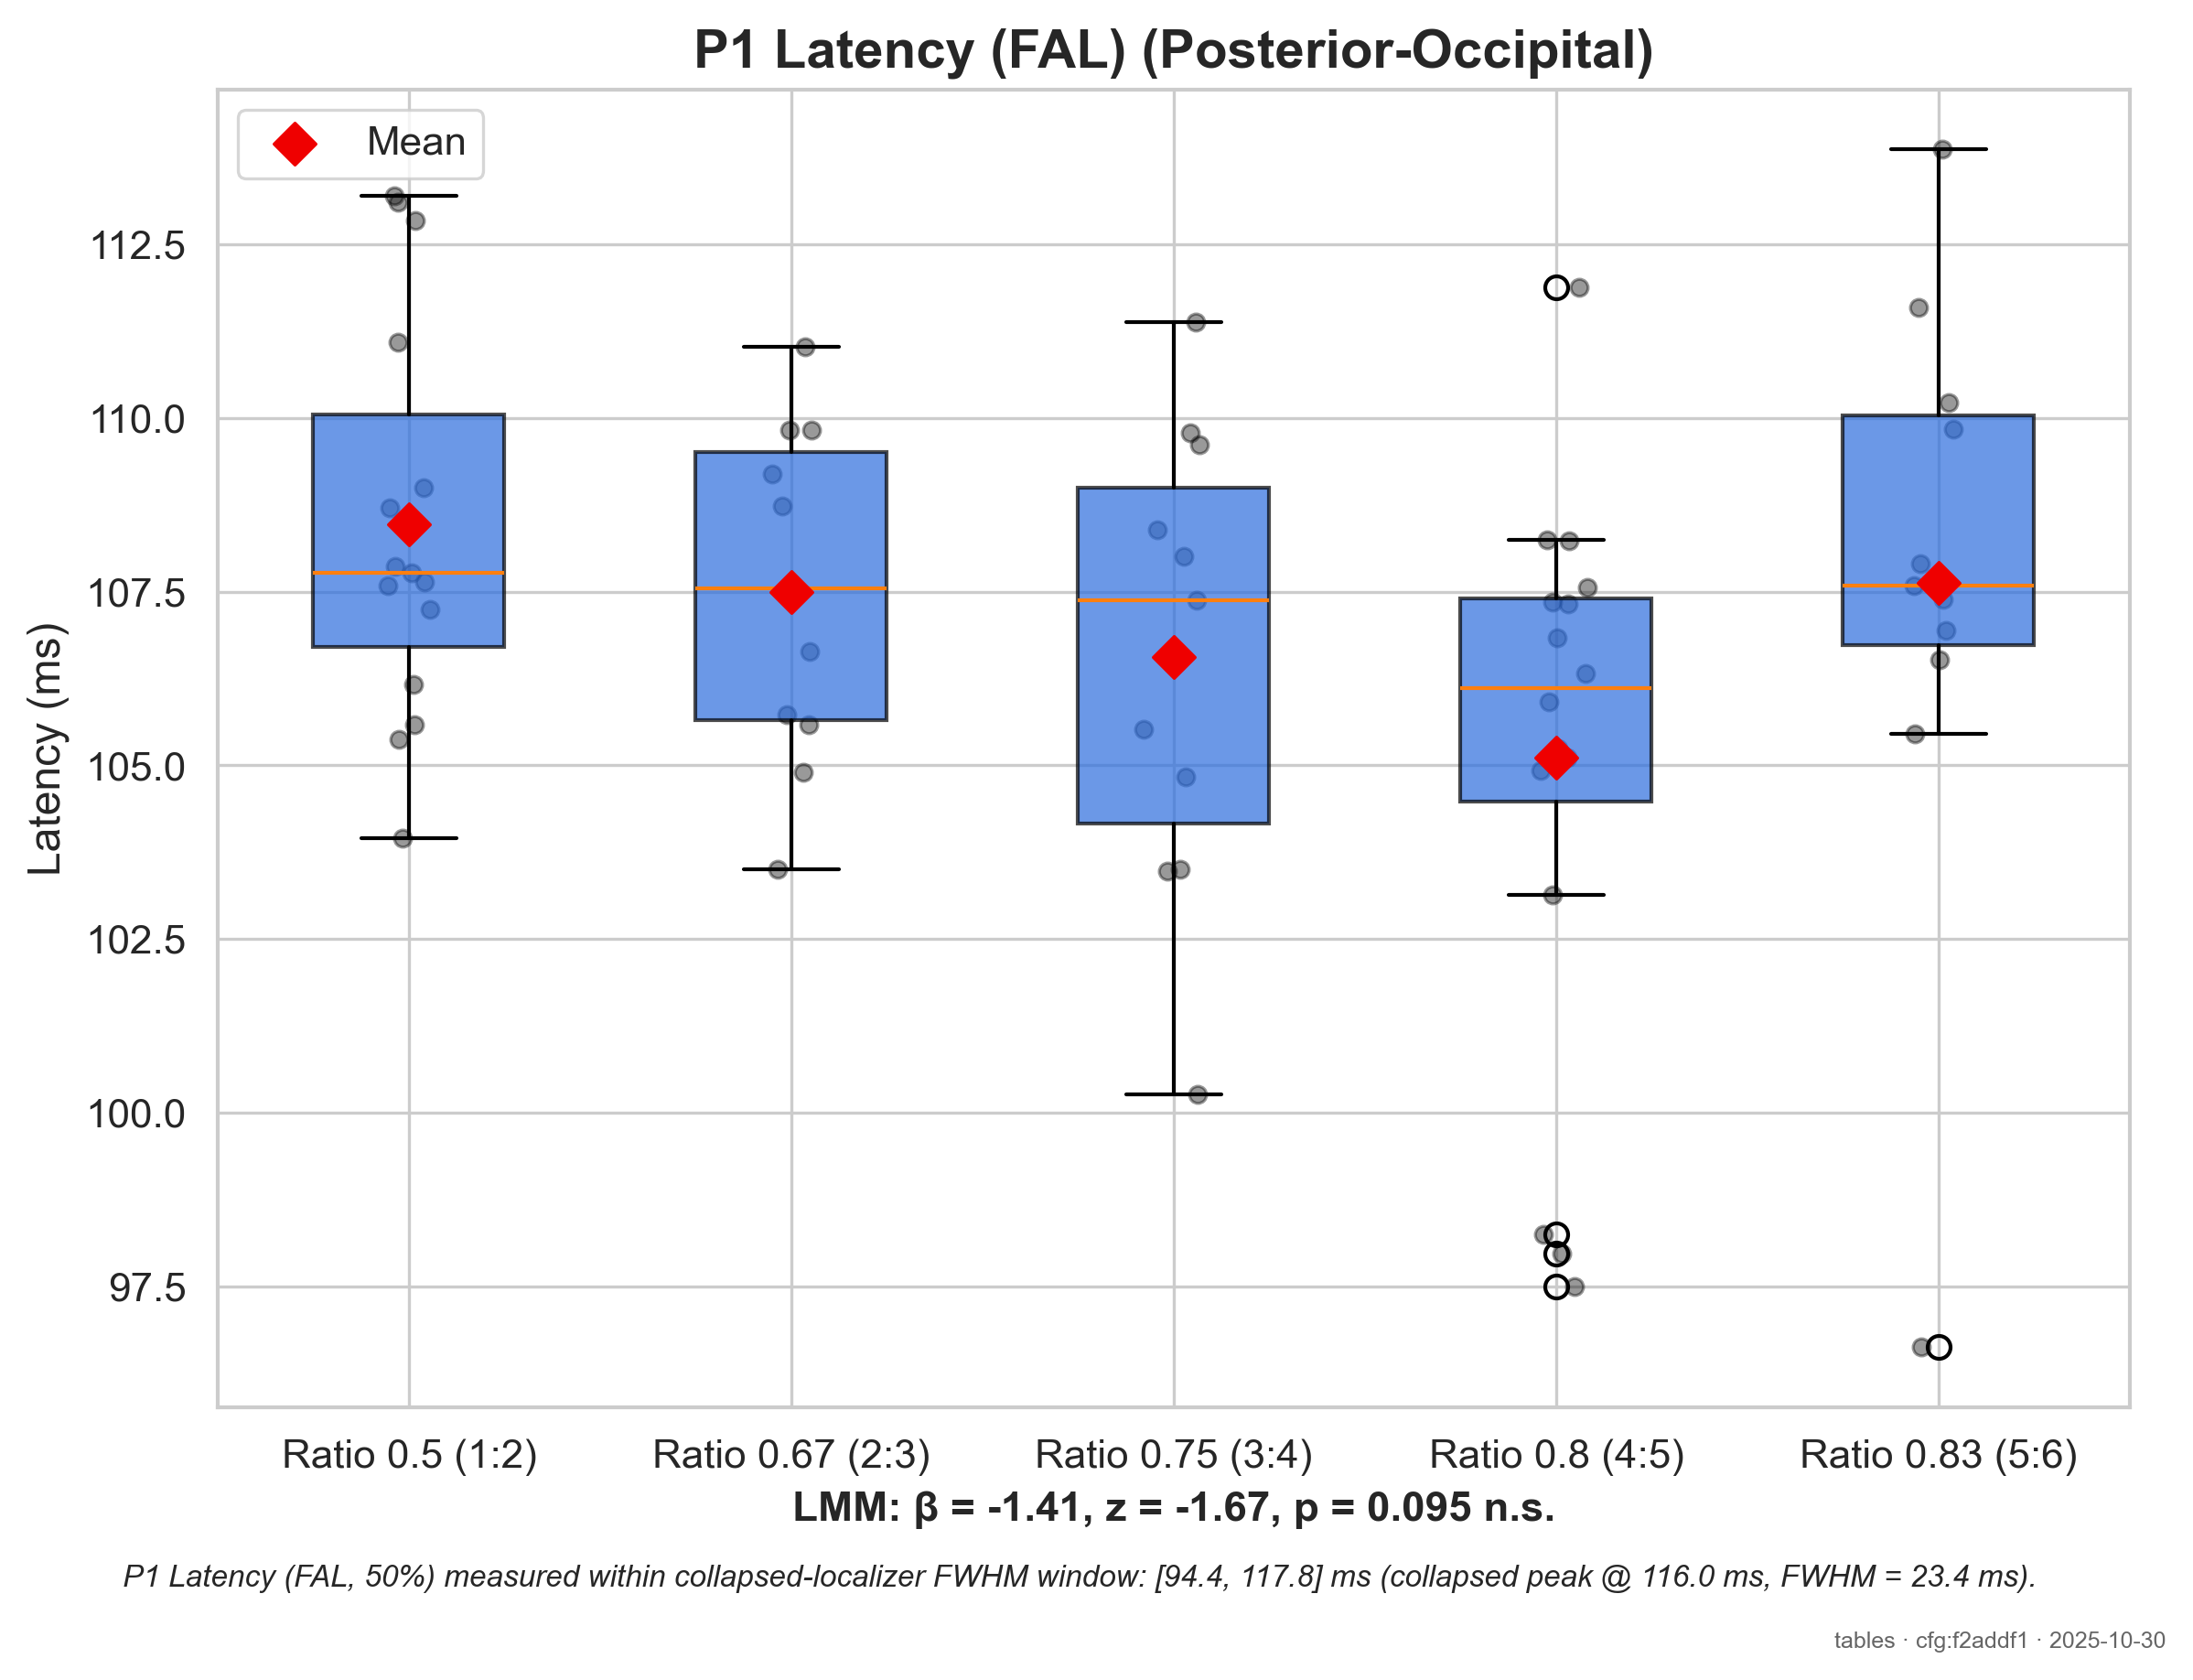 P1 Latency (FAL) (Posterior-Occipital)
Mean
112.5
110.0
107.5
105.0
102.5
100.0
97.5
Latency (ms)
Ratio 0.5 (1:2)
Ratio 0.67 (2:3)
Ratio 0.75 (3:4)
Ratio 0.8 (4:5)
Ratio 0.83 (5:6)
LMM: β = -1.41, z = -1.67, p = 0.095 n.s.
P1 Latency (FAL, 50%) measured within collapsed-localizer FWHM window: [94.4, 117.8] ms (collapsed peak @ 116.0 ms, FWHM = 23.4 ms).
tables · cfg:f2addf1 · 2025-10-30